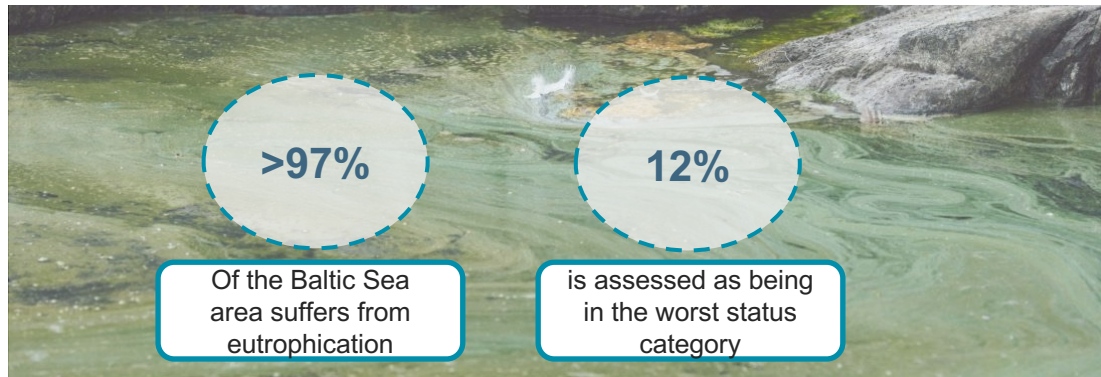 >97%
Of the Baltic Sea
area suffers from
eutrophication
12%
is assessed as being
in the worst status
category